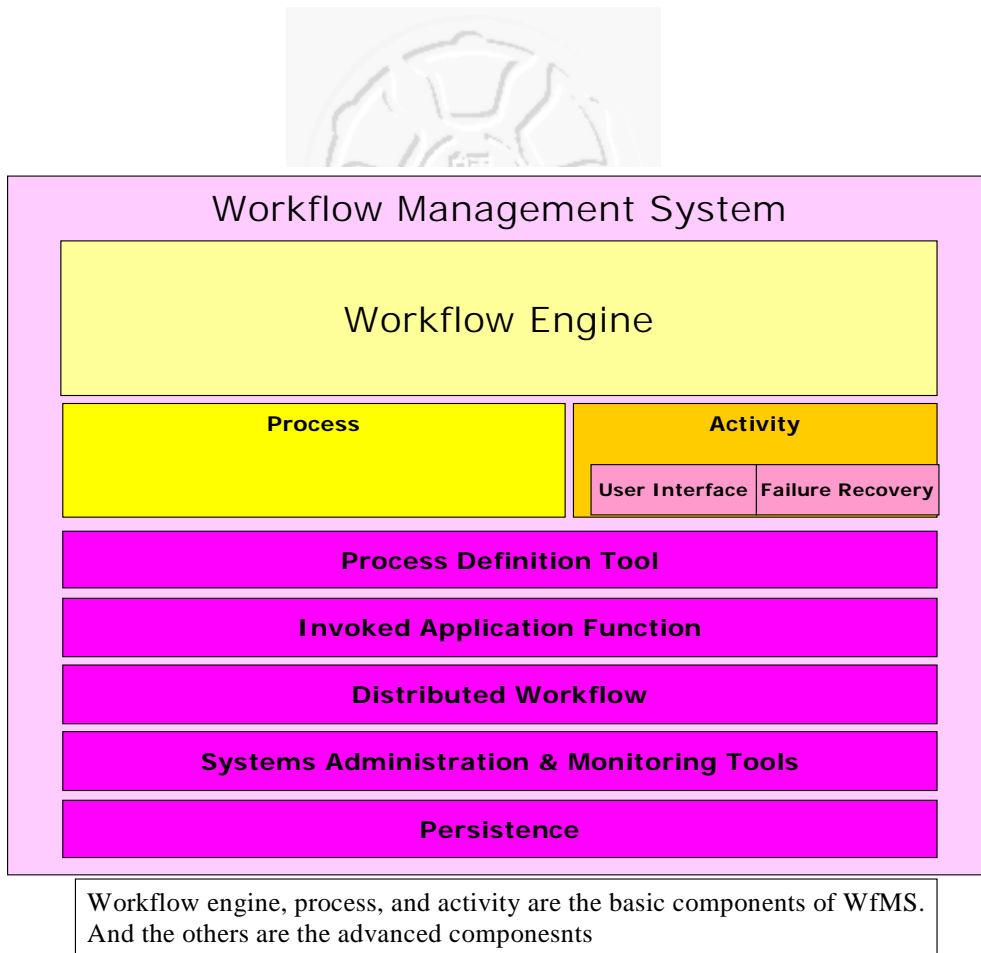 Workflow Management System
Workflow Engine
Process
Activity
User Interface
Failure Recovery
Process Definition Tool
Invoked Application Function
Distributed Workflow
Systems Administration & Monitoring Tools
Persistence
Workflow engine, process, and activity are the basic components of WfMS.
And the others are the advanced componesnts